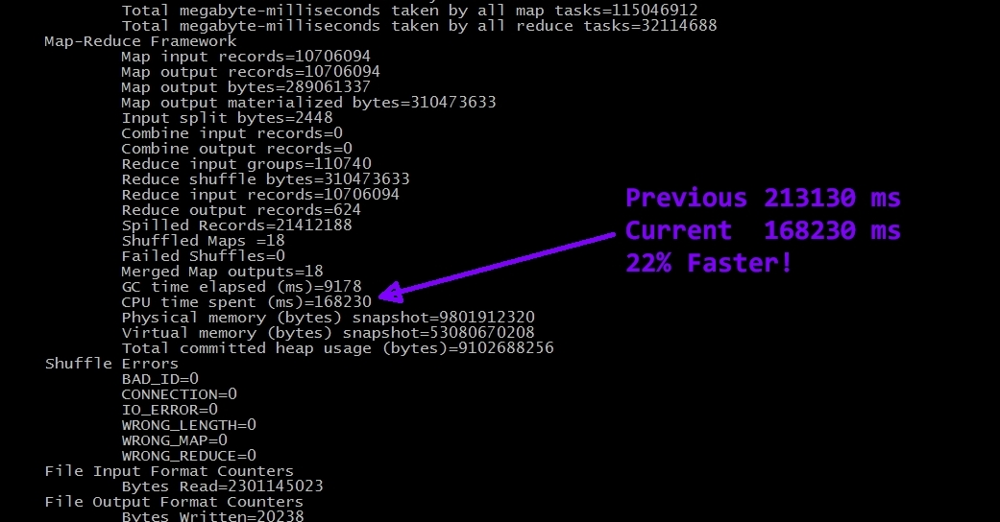 Total megabyte-milliseconds taken by all map tasks=115046912
Total megabyte-milliseconds taken by all reduce tasks=32114688
Map-Reduce Framework
Map input records=10706094
Map output records=10706094
Map output bytes=289061337
Map output materialized bytes=310473633
Input split bytes=2448
Combine input records=0
Combine output records=0
Reduce input groups=110740
Reduce shuffle bytes=310473633
Reduce input records=10706094
Reduce output records=624
Spilled Records=21412188
Shuffled Maps =18
Failed Shuffles=0
Merged Map outputs=18
GC time elapsed (ms)=9178
CPU time spent (ms)=168230
Physical memory (bytes) snapshot=9801912320
Virtual memory (bytes) snapshot=53080670208
Total committed heap usage (bytes)=9102688256
Shuffle Errors
BAD_ID=0
CONNECTION=0
IO_ERROR=0
WRONG_LENGTH=0
WRONG_MAP=0
WRONG_REDUCE=0
File Input Format Counters
Bytes Read=2301145023
File Output Format Counters
Bytes Written=20238
Previous 213130 ms
Current 168230 ms
22% Faster!